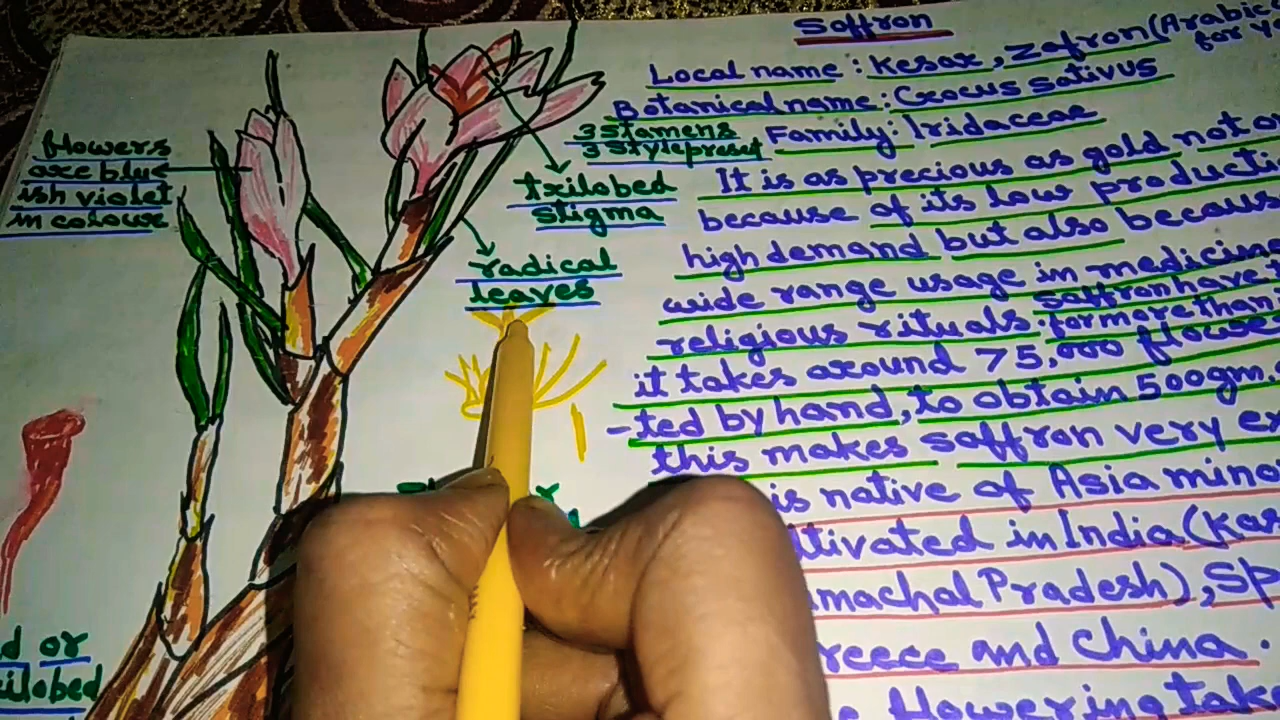 Saffron
Local name : Kesar, Zafron (Arabic
for Y
Botanical name : Crocus sativus
3 Stamens
3 Style present
Family : Iridaceae
flowers
are blue
ish violet
in colour
trilobed
stigma
radical
leaves
It is as precious as gold not o
because of its low producti
high demand but also becaus
wide range usage in medicin
religious rituals.
saffron have
for more than
it takes around 75,000 flowe
-ted by hand, to obtain 500gm.
this makes saffron very ex
is native of Asia mino
ltivated in India (Kas
machal Pradesh), Sp
reece and China.
flowering take
d or
ilobed